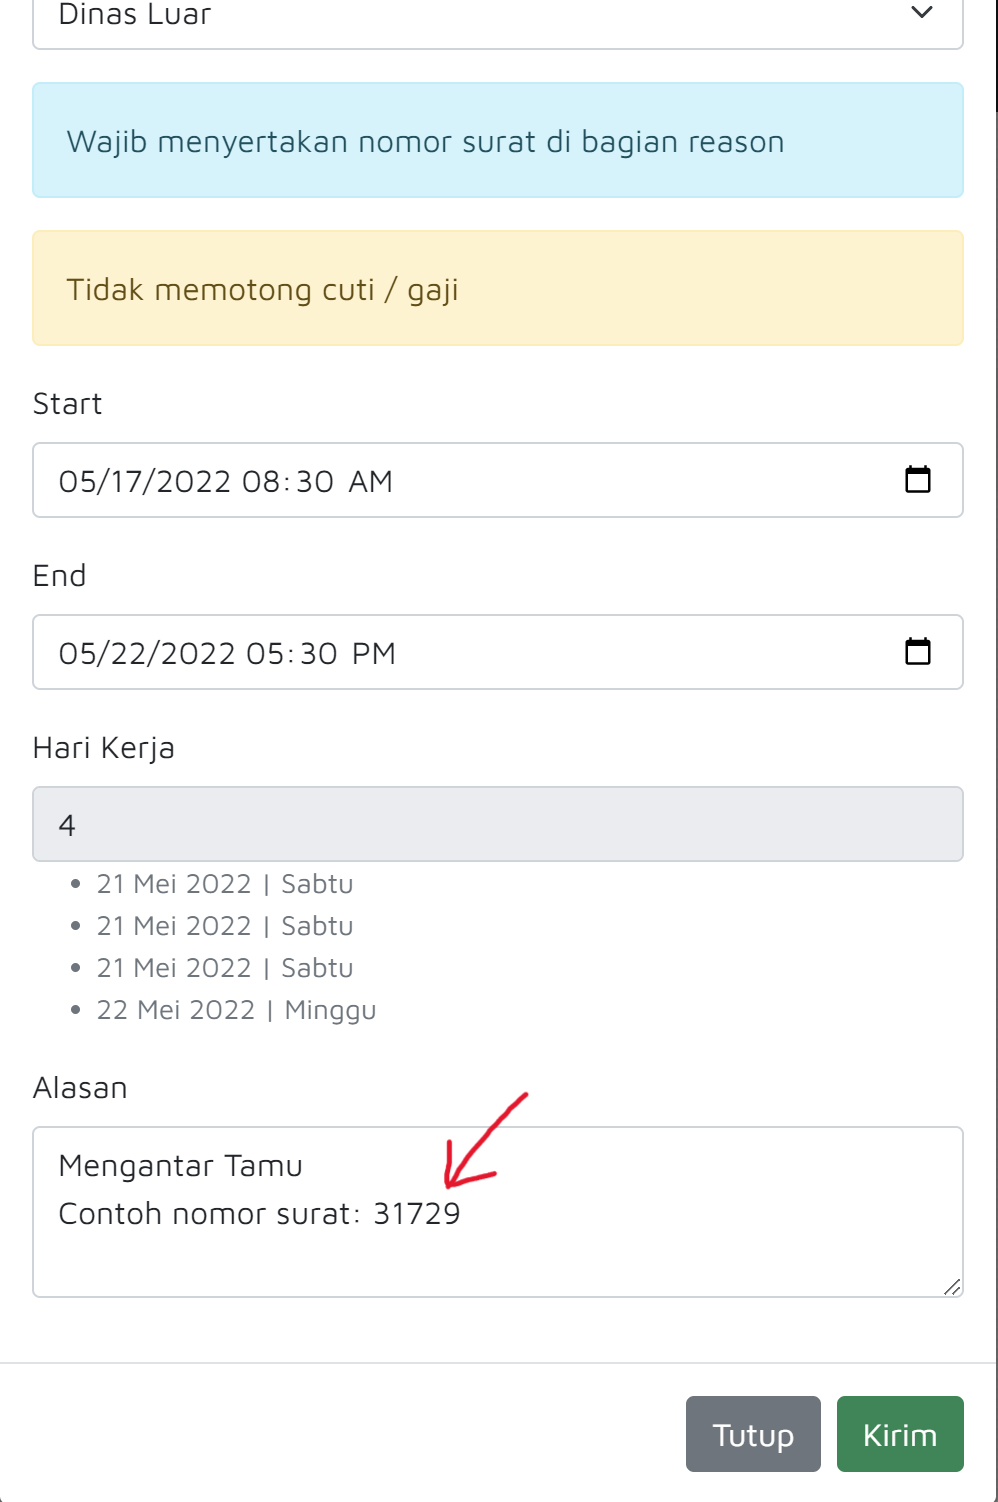 Dinas Luar
Wajib menyertakan nomor surat di bagian reason
Tidak memotong cuti / gaji
Start
05/17/2022 08:30 AM
End
05/22/2022 05:30 PM
Hari Kerja
4
21 Mei 2022 | Sabtu
21 Mei 2022 | Sabtu
21 Mei 2022 | Sabtu
22 Mei 2022 | Minggu
Alasan
Mengantar Tamu
Contoh nomor surat: 31729
Tutup Kirim